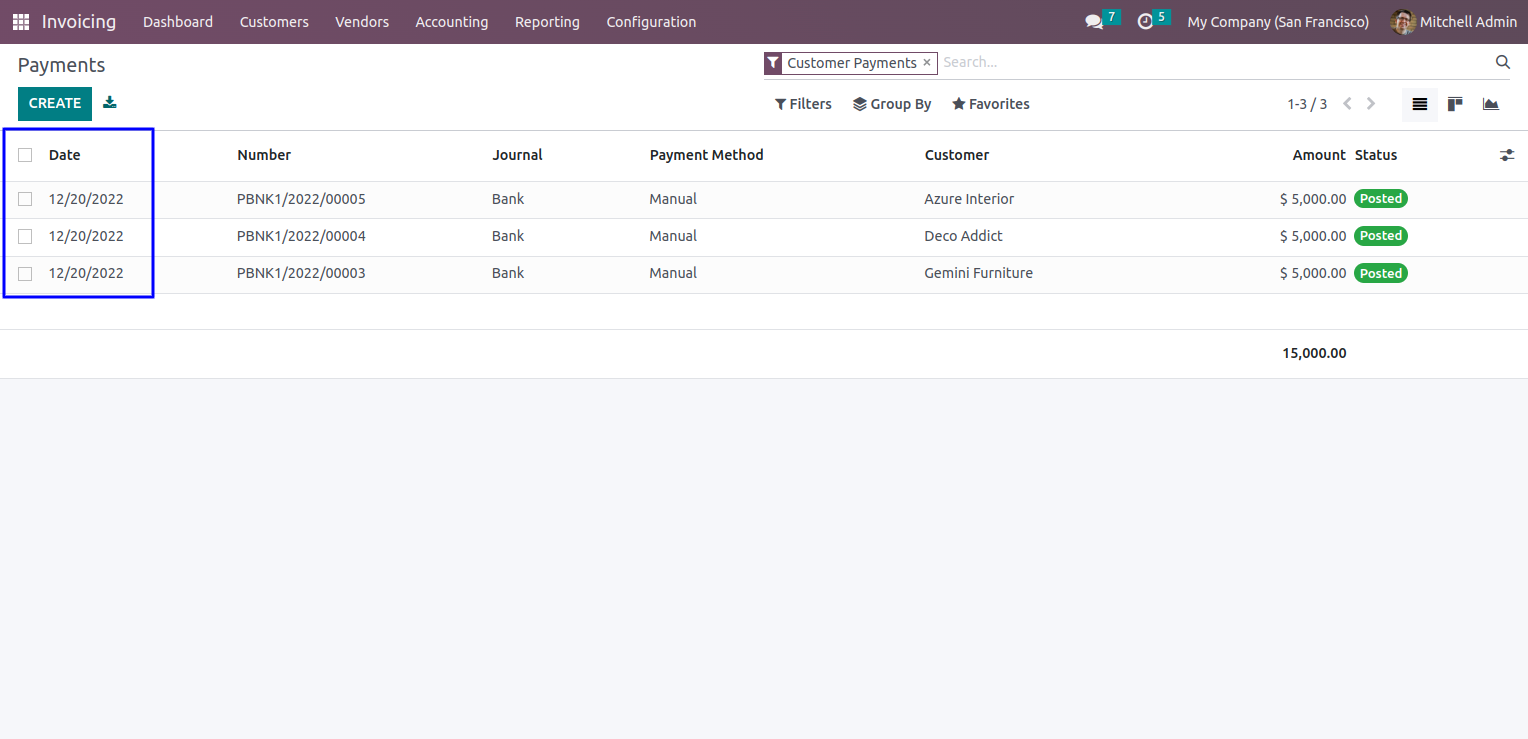 Invoicing Dashboard Customers Vendors Accounting Reporting Configuration 7 5 My Company (San Francisco) Mitchell Admin
Payments Customer Payments × Search...
CREATE Filters Group By Favorites 1-3 / 3
Date Number Journal Payment Method Customer Amount Status
12/20/2022 PBNK1/2022/00005 Bank Manual Azure Interior $ 5,000.00 Posted
12/20/2022 PBNK1/2022/00004 Bank Manual Deco Addict $ 5,000.00 Posted
12/20/2022 PBNK1/2022/00003 Bank Manual Gemini Furniture $ 5,000.00 Posted
15,000.00